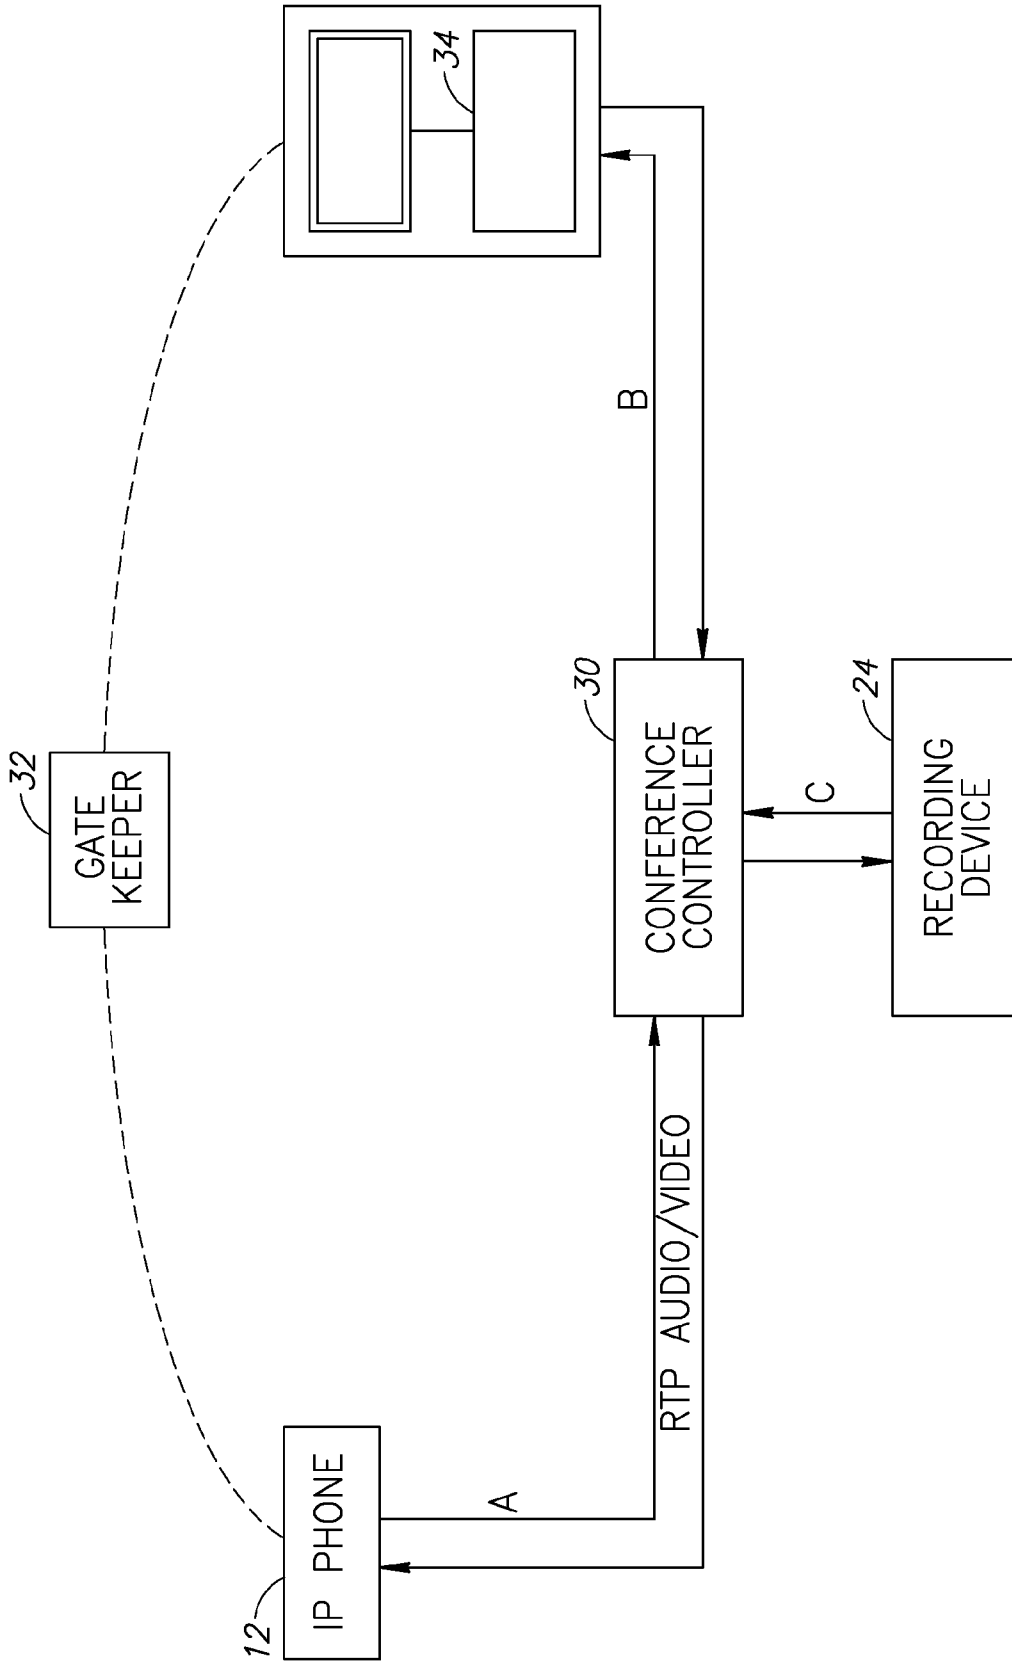 32
GATE
KEEPER
12
IP PHONE
34
A
RTP AUDIO/VIDEO
B
30
CONFERENCE
CONTROLLER
C
24
RECORDING
DEVICE